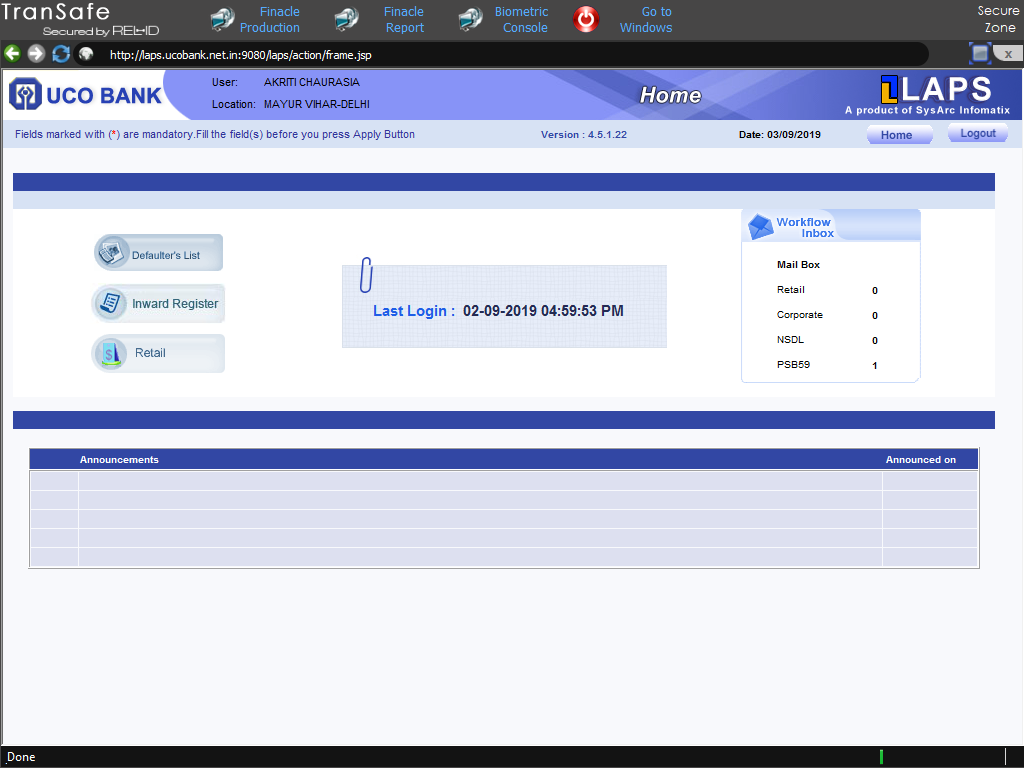 TranSafe
Secured by REL-ID
Finacle
Production
Finacle
Report
Biometric
Console
Go to
Windows
Secure
Zone
http://laps.ucobank.net.in:9080/laps/action/frame.jsp
x
UCO BANK
User: AKRITI CHAURASIA
Location: MAYUR VIHAR-DELHI
Home
LAPS
A product of SysArc Infomatix
Fields marked with (*) are mandatory.Fill the field(s) before you press Apply Button
Version : 4.5.1.22
Date: 03/09/2019
Home
Logout
Defaulter's List
Inward Register
$
Retail
Last Login : 02-09-2019 04:59:53 PM
Workflow
Inbox
Mail Box
Retail 0
Corporate 0
NSDL 0
PSB59 1
Announcements Announced on
Done